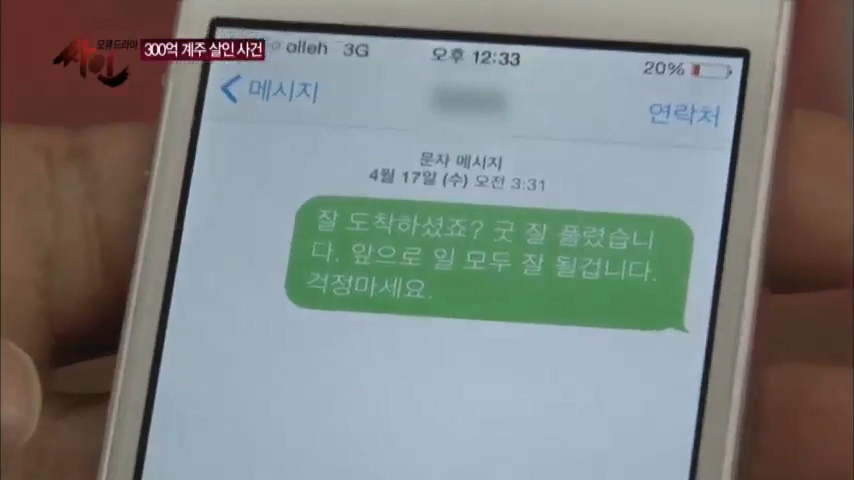 모큐드라마
싸인
300억 계주 살인 사건
olleh 3G
오후 12:33
20%
메시지
연락처
문자 메시지
4월 17일 (수) 오전 3:31
잘 도착하셨죠? 굿 잘 풀렸습니
다. 앞으로 일 모두 잘 될겁니다.
걱정마세요.